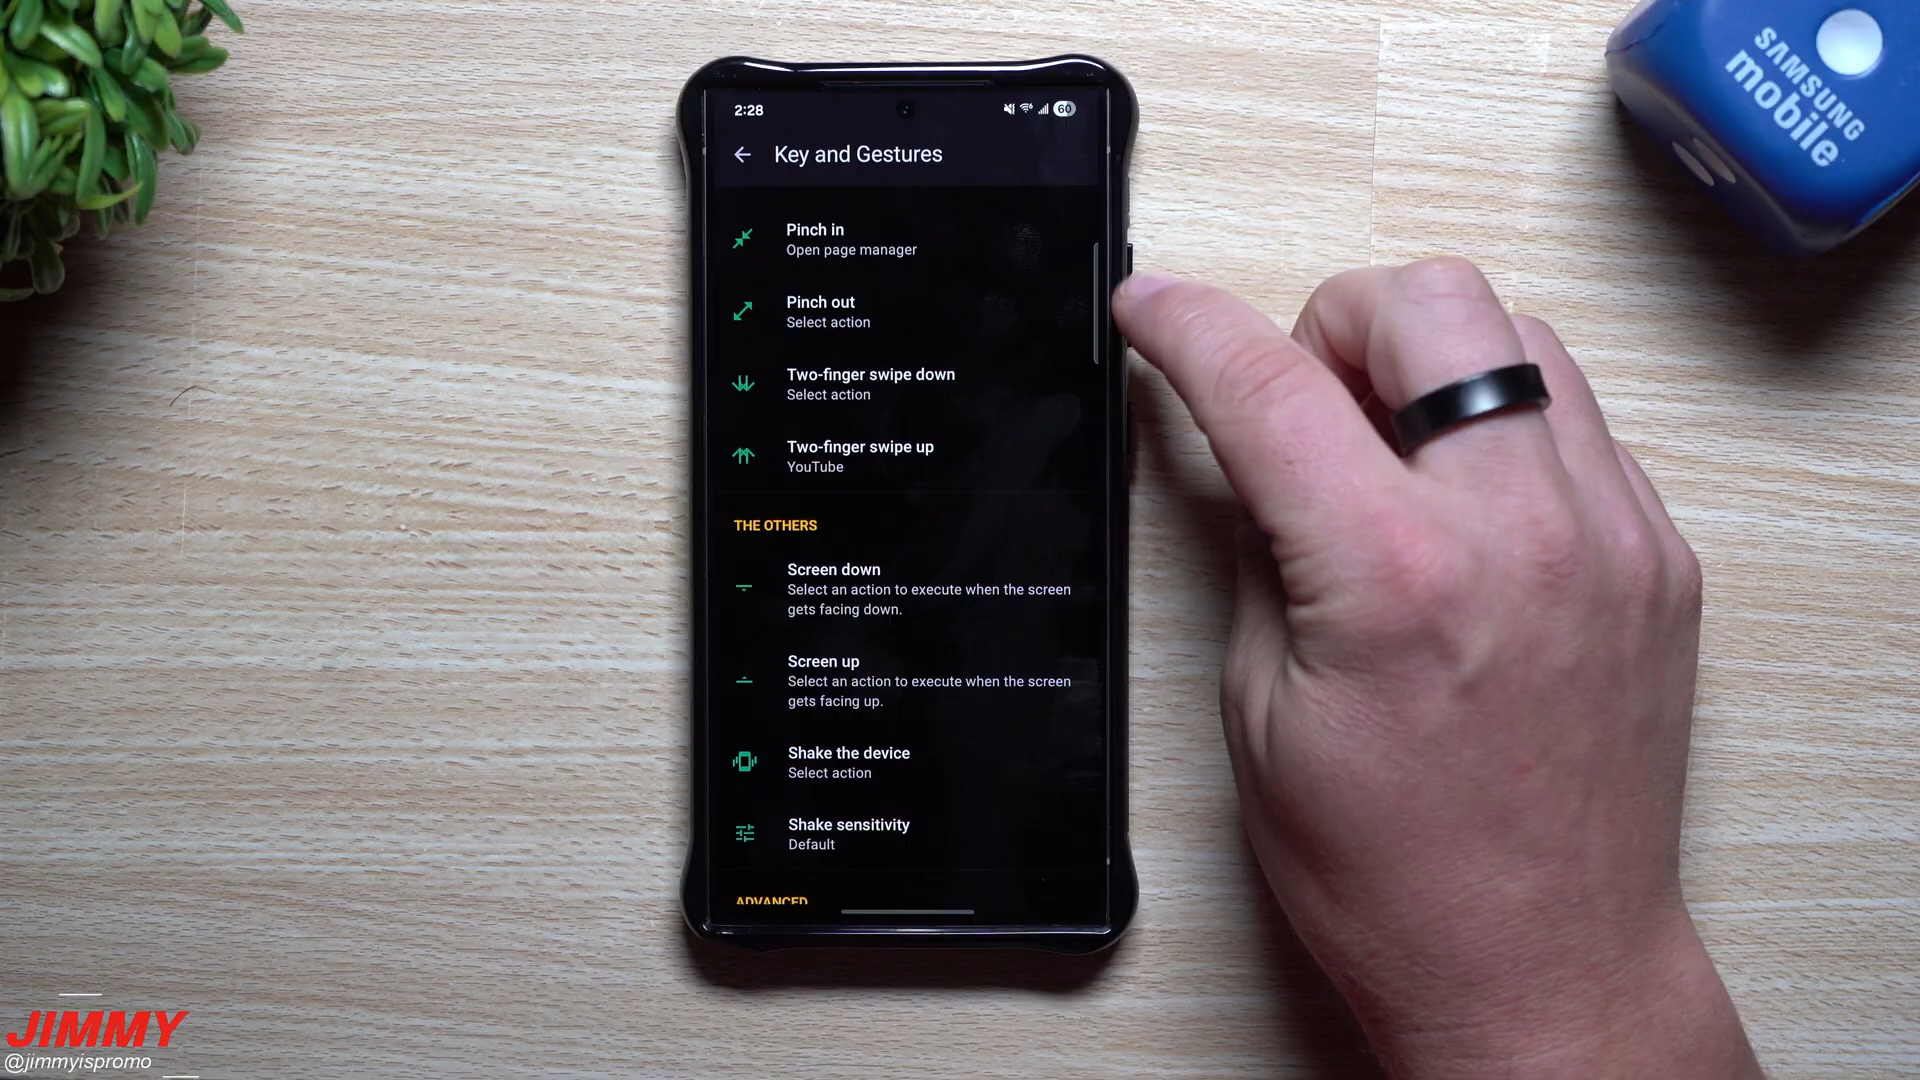 2:28
60
Key and Gestures
Pinch in
Open page manager
Pinch out
Select action
Two-finger swipe down
Select action
Two-finger swipe up
YouTube
THE OTHERS
Screen down
Select an action to execute when the screen
gets facing down.
Screen up
Select an action to execute when the screen
gets facing up.
Shake the device
Select action
Shake sensitivity
Default
ADVANCED
SAMSUNG
mobile
JIMMY
@jimmyispromo